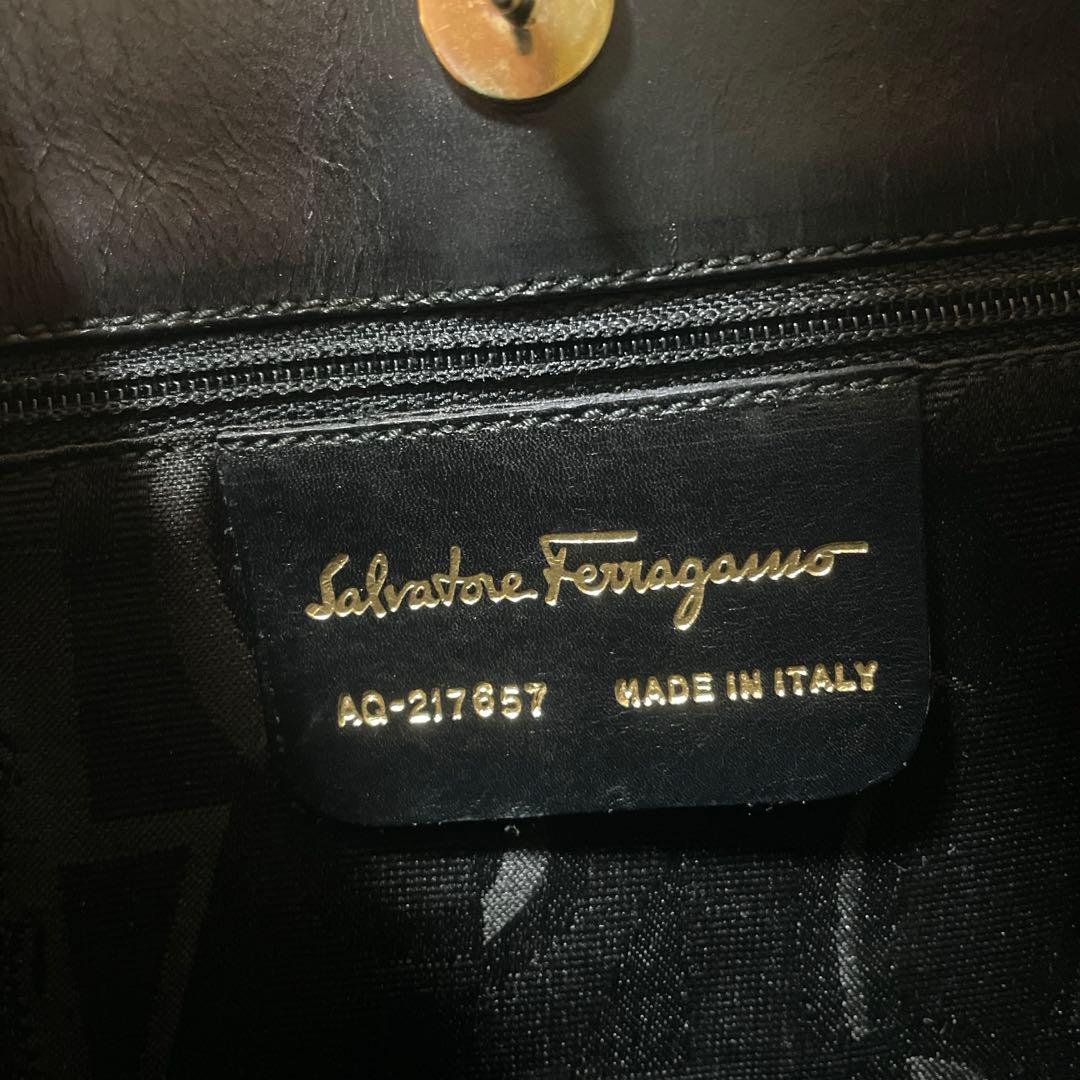 Salvatore Ferragamo
AQ-217657 MADE IN ITALY